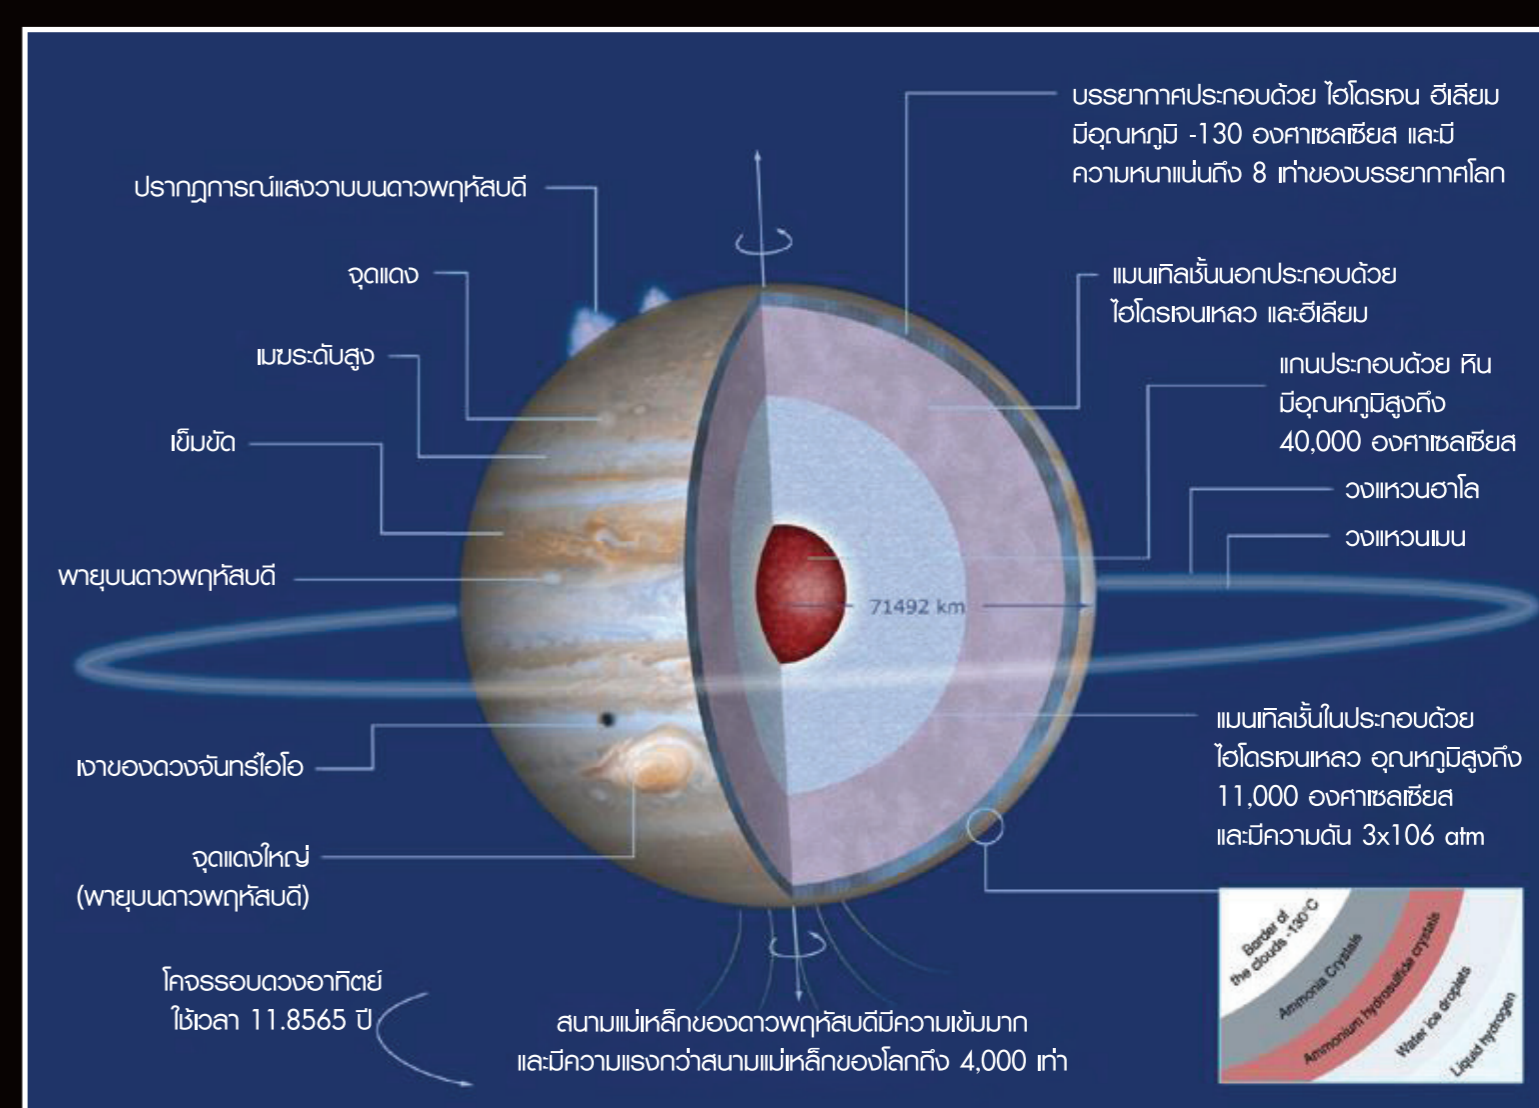 บรรยากาศประกอบด้วย ไฮโดรเจน ฮีเลียม
มีอุณหภูมิ -130 องศาเซลเซียส และมี
ความหนาแน่นถึง 8 เท่าของบรรยากาศโลก
ปรากฏการณ์แสงวาบบนดาวพฤหัสบดี
จุดแดง
แมนเทิลชั้นนอกประกอบด้วย
ไฮโดรเจนเหลว และฮีเลียม
เมฆระดับสูง
แกนประกอบด้วย หิน
มีอุณหภูมิสูงถึง
40,000 องศาเซลเซียส
เข็มขัด
วงแหวนฮาโล
วงแหวนเมน
พายุบนดาวพฤหัสบดี
71492 km
แมนเทิลชั้นในประกอบด้วย
ไฮโดรเจนเหลว อุณหภูมิสูงถึง
11,000 องศาเซลเซียส
และมีความดัน 3x106 atm
เงาของดวงจันทร์ไอโอ
จุดแดงใหญ่
(พายุบนดาวพฤหัสบดี)
โคจรรอบดวงอาทิตย์
ใช้เวลา 11.8565 ปี
สนามแม่เหล็กของดาวพฤหัสบดีมีความเข้มมาก
และมีความแรงกว่าสนามแม่เหล็กของโลกถึง 4,000 เท่า
Border of
the clouds -130°C
Ammonia Crystals
Ammonium hydrosulfide crystals
Water ice droplets
Liquid hydrogen